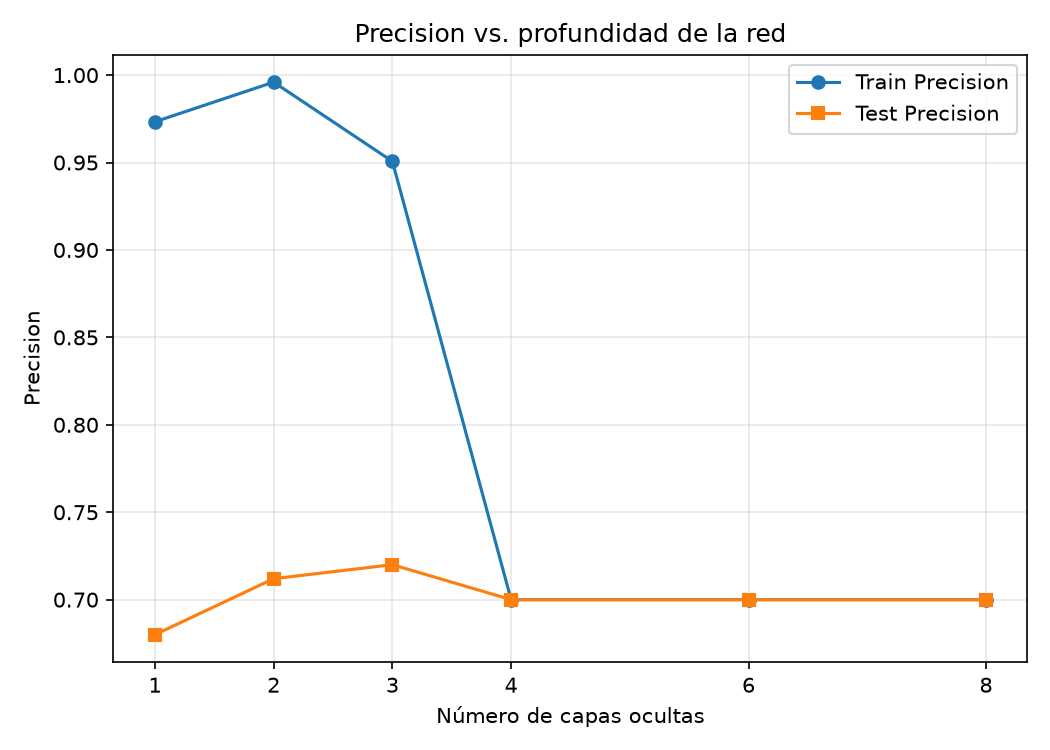 Precision vs. profundidad de la red
Train Precision
Test Precision
Precision
1.00
0.95
0.90
0.85
0.80
0.75
0.70
1 2 3 4 6 8
Número de capas ocultas